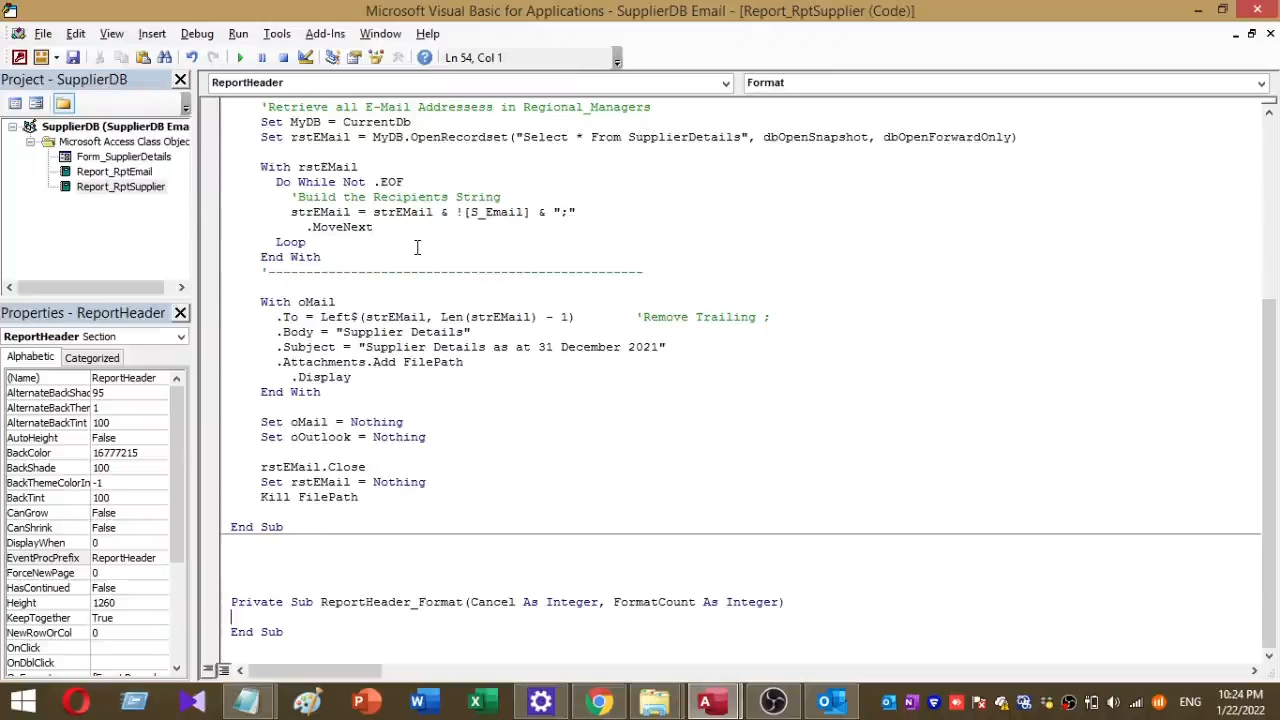 Microsoft Visual Basic for Applications - SupplierDB Email - [Report_RptSupplier (Code)]
File Edit View Insert Format Debug Run Tools Add-Ins Window Help
Ln 54, Col 1
Project - SupplierDB
SupplierDB (SupplierDB Ema
Microsoft Access Class Objec
Form_SupplierDetails
Report_RptEmail
Report_RptSupplier
Properties - ReportHeader
ReportHeader Section
Alphabetic Categorized
(Name) ReportHeader
AlternateBackShac 95
AlternateBackTher 1
AlternateBackTint 100
AutoHeight False
BackColor 16777215
BackShade 100
BackThemeColorIn -1
BackTint 100
CanGrow False
CanShrink False
DisplayWhen 0
EventProcPrefix ReportHeader
ForceNewPage 0
HasContinued False
Height 1260
KeepTogether True
NewRowOrCol 0
OnClick
OnDblClick
ReportHeader Format
'Retrieve all E-Mail Addressess in Regional_Managers
Set MyDB = CurrentDb
Set rstEMail = MyDB.OpenRecordset("Select * From SupplierDetails", dbOpenSnapshot, dbOpenForwardOnly)
With rstEMail
Do While Not .EOF
'Build the Recipients String
strEMail = strEMail & ![S_Email] & ";"
.MoveNext
Loop
End With
'--------------------------------------------------
With oMail
.To = Left$(strEMail, Len(strEMail) - 1) 'Remove Trailing ;
.Body = "Supplier Details"
.Subject = "Supplier Details as at 31 December 2021"
.Attachments.Add FilePath
.Display
End With
Set oMail = Nothing
Set oOutlook = Nothing
rstEMail.Close
Set rstEMail = Nothing
Kill FilePath
End Sub
Private Sub ReportHeader_Format(Cancel As Integer, FormatCount As Integer)
End Sub
ENG
10:24 PM
1/22/2022